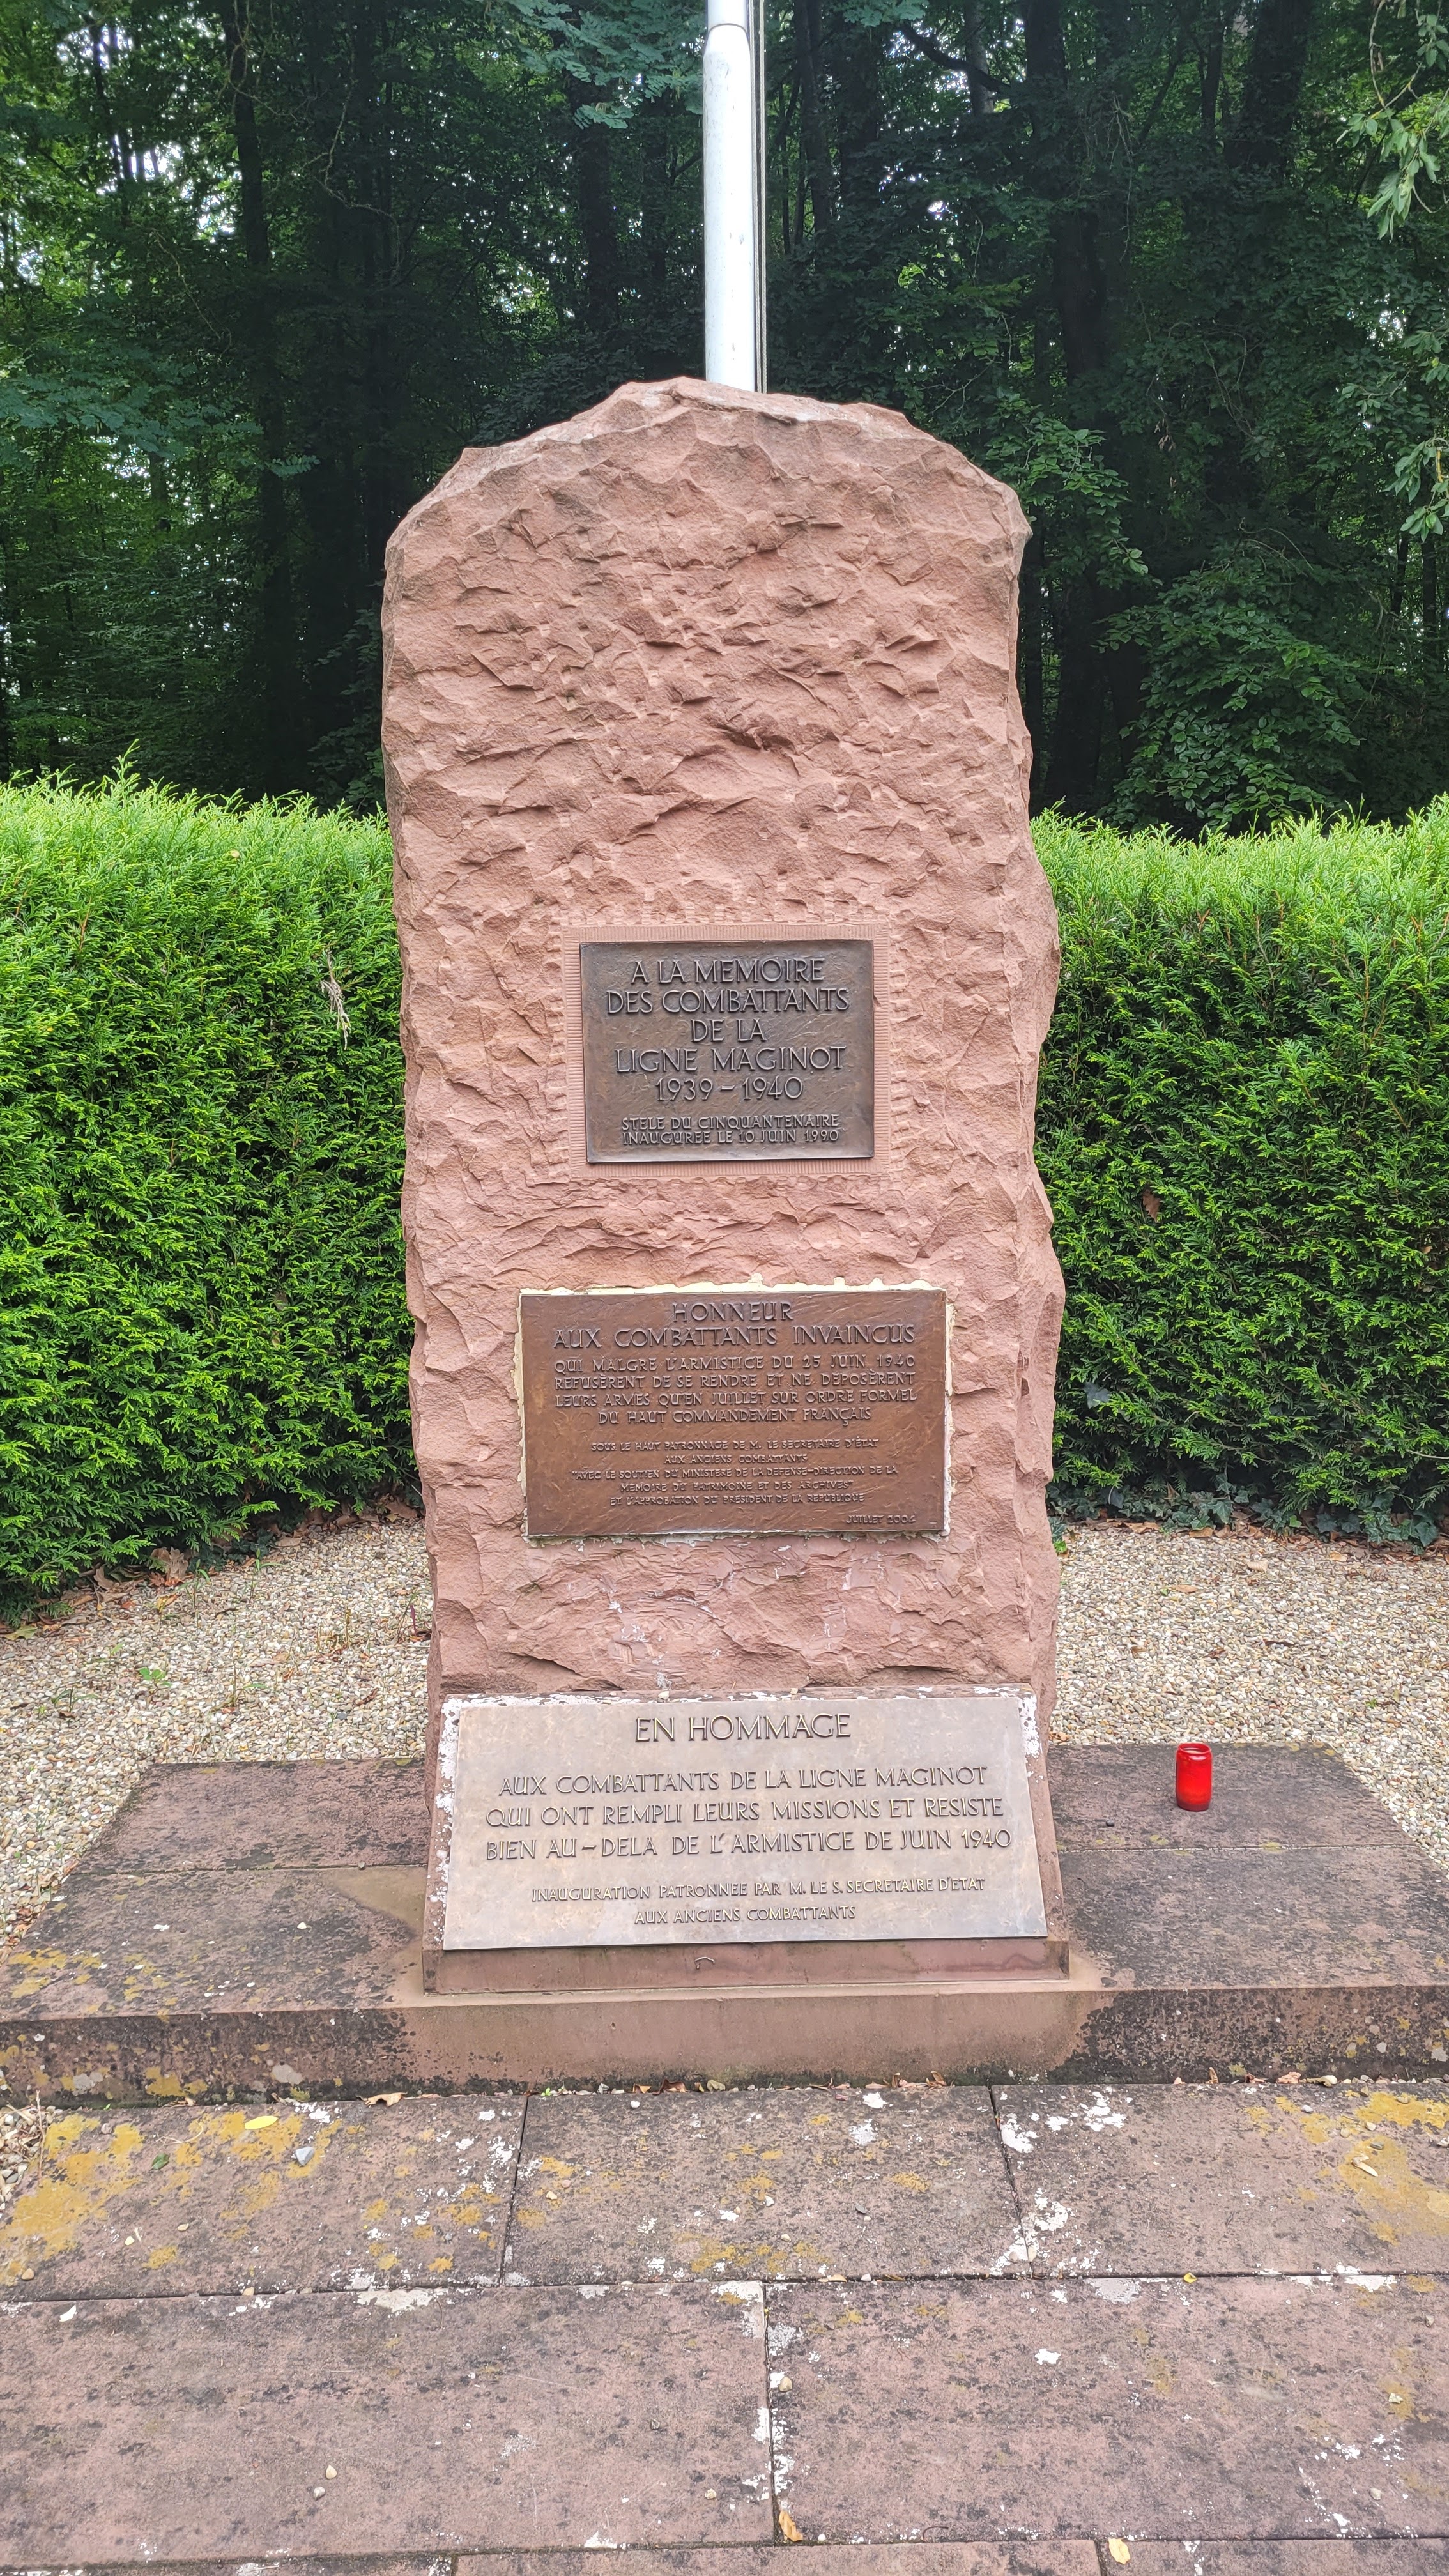 A LA MEMOIRE
DES COMBATTANTS
DE LA
LIGNE MAGINOT
1939 – 1940
STELE DU CINQUANTENAIRE
INAUGUREE LE 10 JUIN 1990
HONNEUR
AUX COMBATTANTS INVAINCUS
QUI MALGRE L'ARMISTICE DU 25 JUIN 1940
REFUSÈRENT DE SE RENDRE ET NE DEPOSÈRENT
LEURS ARMES QU'EN JUILLET SUR ORDRE FORMEL
DU HAUT COMMANDEMENT FRANÇAIS
SOUS LE HAUT PATRONNAGE DE M. LE SECRETAIRE D'ÉTAT
AUX ANCIENS COMBATTANTS
"AVEC LE SOUTIEN DU MINISTERE DE LA DEFENSE-DIRECTION DE LA
MEMOIRE DU PATRIMOINE ET DES ARCHIVES"
ET L'APPROBATION DU PRESIDENT DE LA REPUBLIQUE
JUILLET 2004
EN HOMMAGE
AUX COMBATTANTS DE LA LIGNE MAGINOT
QUI ONT REMPLI LEURS MISSIONS ET RESISTE
BIEN AU – DELA DE L'ARMISTICE DE JUIN 1940
INAUGURATION PATRONNEE PAR M. LE S. SECRETAIRE D'ETAT
AUX ANCIENS COMBATTANTS